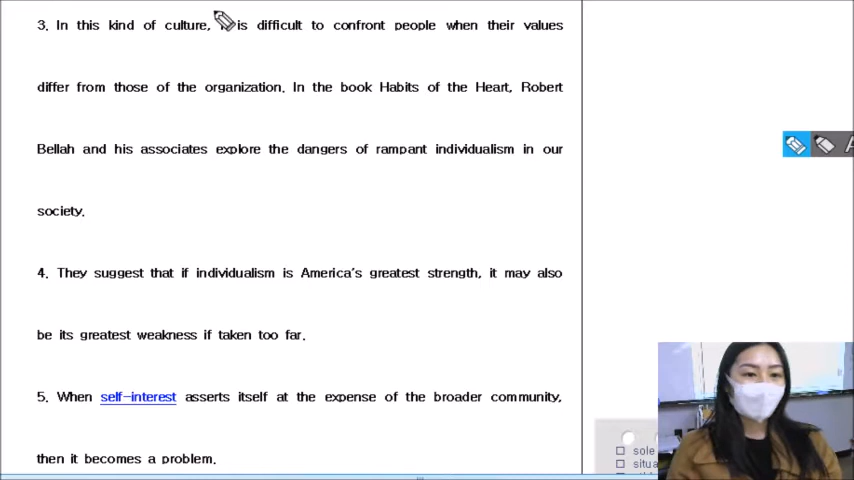 3. In this kind of culture, is difficult to confront people when their values
differ from those of the organization. In the book Habits of the Heart, Robert
Bellah and his associates explore the dangers of rampant individualism in our
society.
4. They suggest that if individualism is America's greatest strength, it may also
be its greatest weakness if taken too far.
5. When self-interest asserts itself at the expense of the broader community,
then it becomes a problem.
A
sole
situa